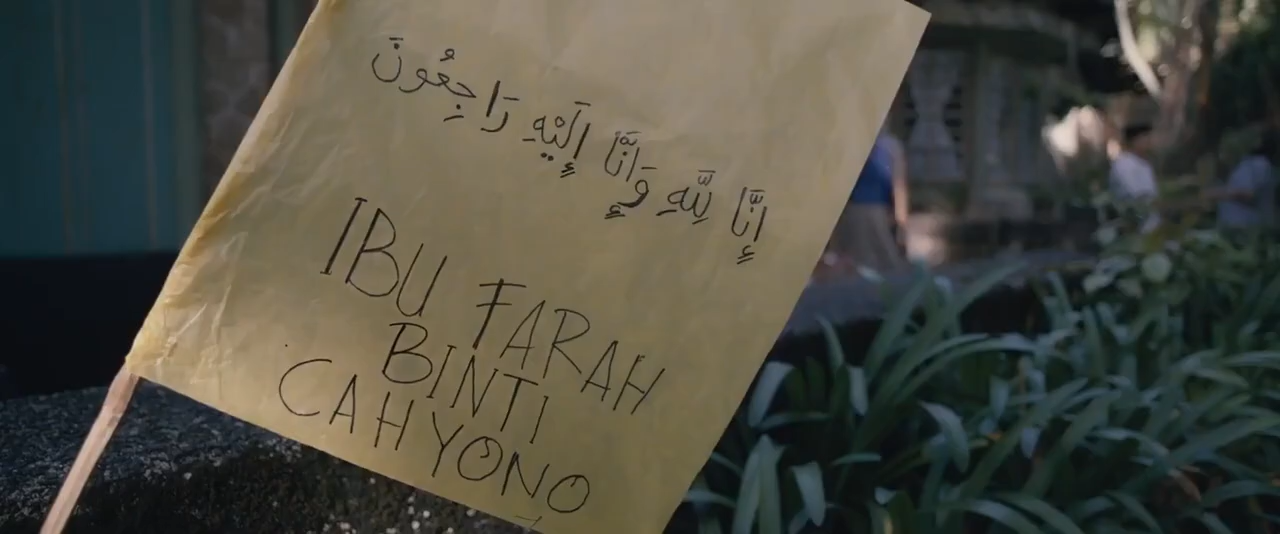 إِنَّا لِلَّهِ وَإِنَّا إِلَيْهِ رَاجِعُونَ
IBU FARAH
BINTI
CAHYONO